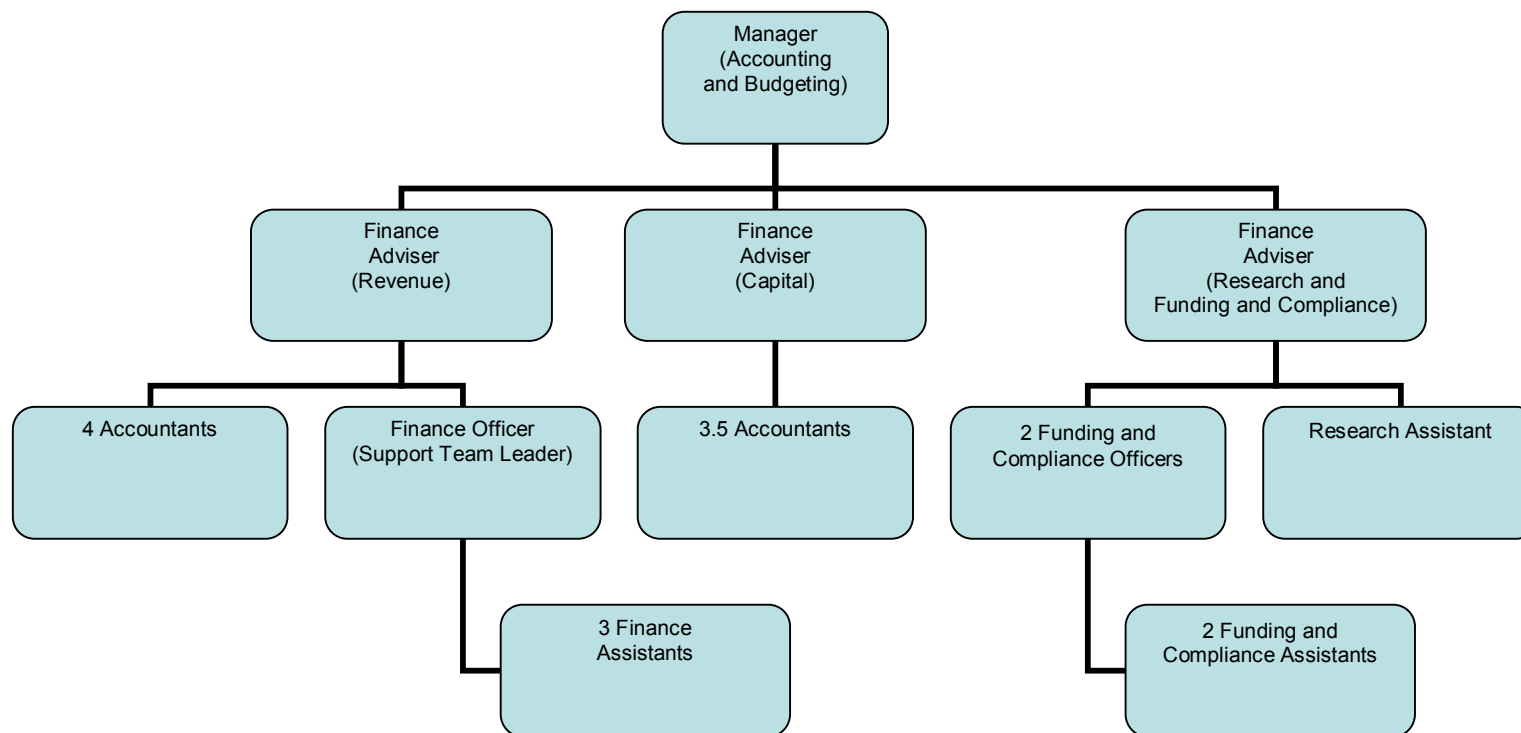 Manager
(Accounting
and Budgeting)
Finance
Adviser
(Revenue)
Finance
Adviser
(Capital)
Finance
Adviser
(Research and
Funding and Compliance)
4 Accountants
Finance Officer
(Support Team Leader)
3.5 Accountants
2 Funding and
Compliance Officers
Research Assistant
3 Finance
Assistants
2 Funding and
Compliance Assistants